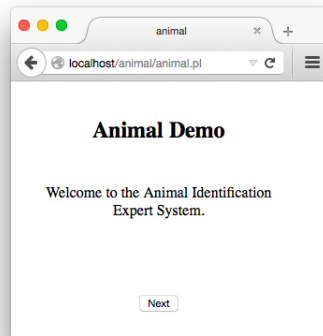 animal
localhost/animal/animal.pl
Animal Demo
Welcome to the Animal Identification
Expert System.
Next